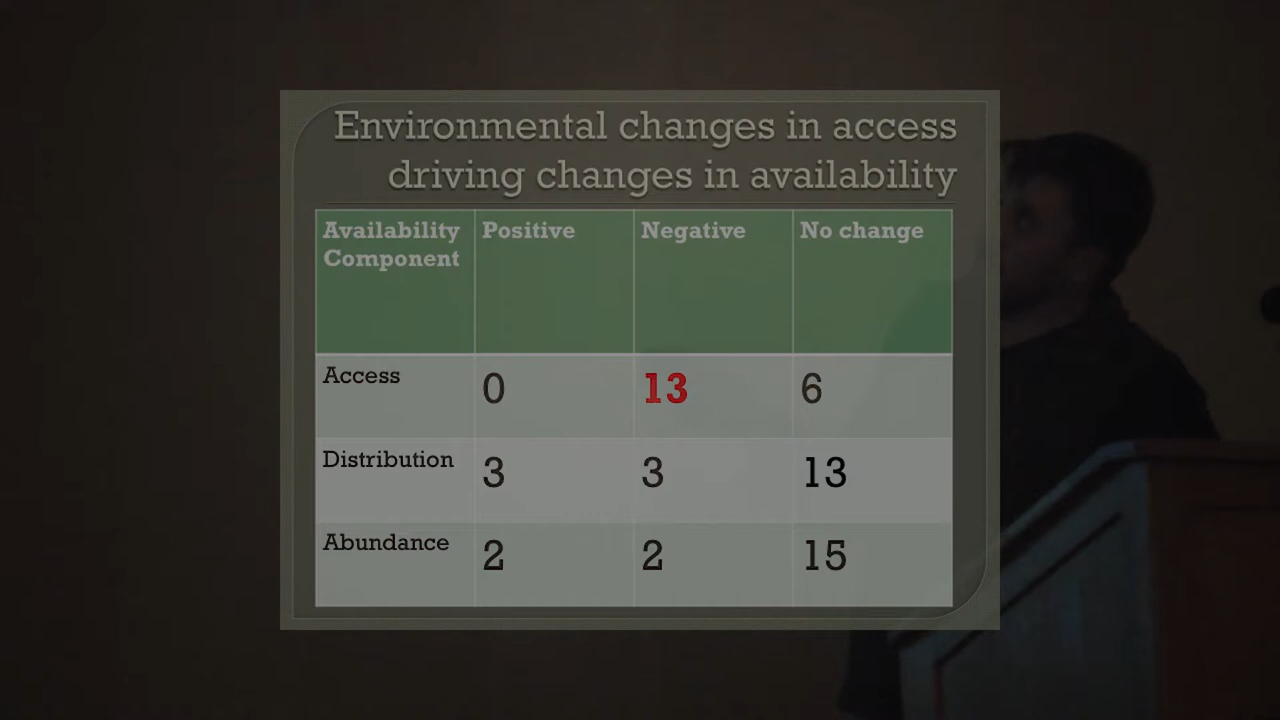 Environmental changes in access
driving changes in availability
Availability Component Positive Negative No change
Access 0 13 6
Distribution 3 3 13
Abundance 2 2 15